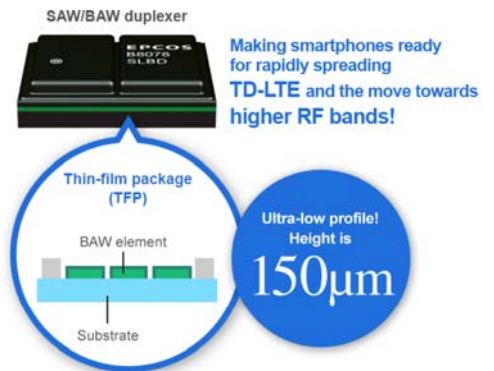 SAW/BAW duplexer
EPCOS
B8076
SLBD
Making smartphones ready
for rapidly spreading
TD-LTE and the move towards
higher RF bands!
Thin-film package
(TFP)
BAW element
Substrate
Ultra-low profile!
Height is
150μm